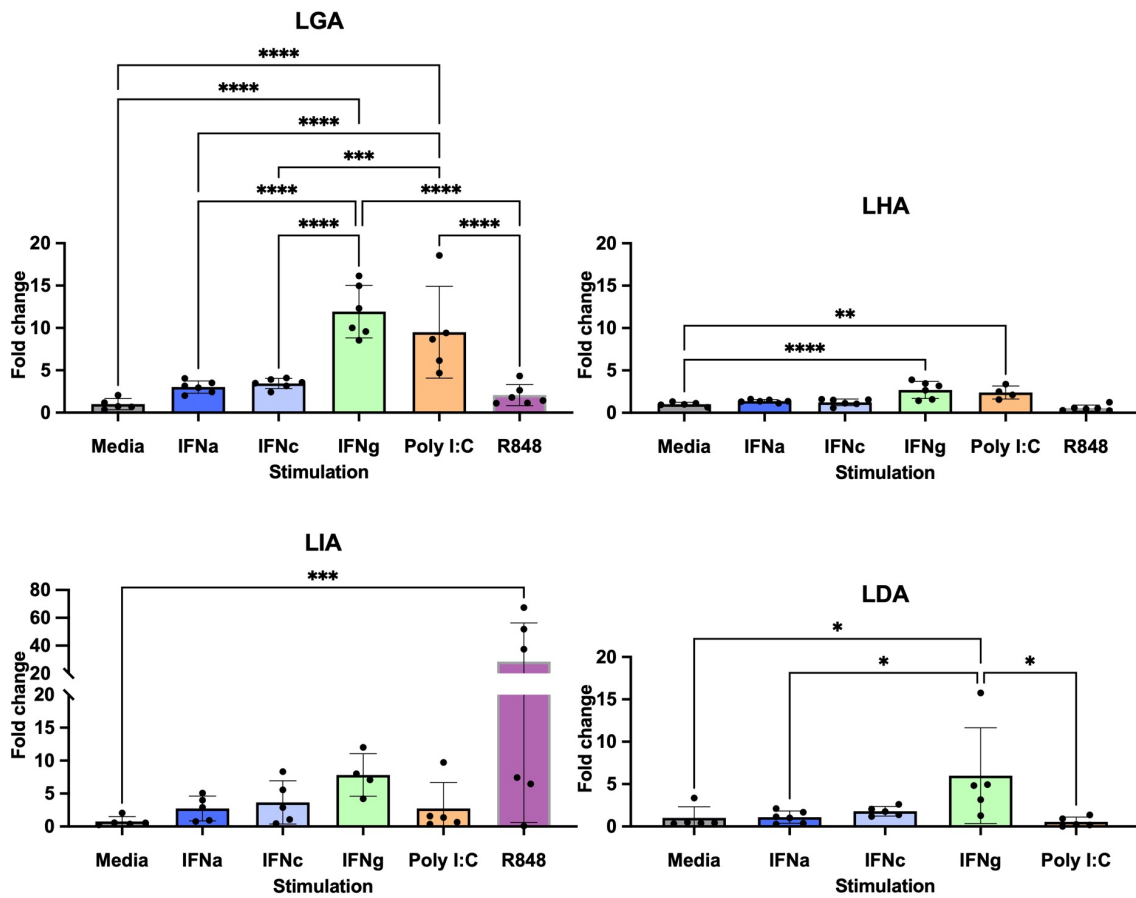 LGA
****
****
****
***
**** ****
**** ****
Fold change
20
15
10
5
0
Media IFNa IFNc IFNg Poly I:C R848
Stimulation
LHA
**
****
Fold change
20
15
10
5
0
Media IFNa IFNc IFNg Poly I:C R848
Stimulation
LIA
***
Fold change
80
60
40
20
20
15
10
5
0
Media IFNa IFNc IFNg Poly I:C R848
Stimulation
LDA
*
* *
Fold change
20
15
10
5
0
Media IFNa IFNc IFNg Poly I:C
Stimulation